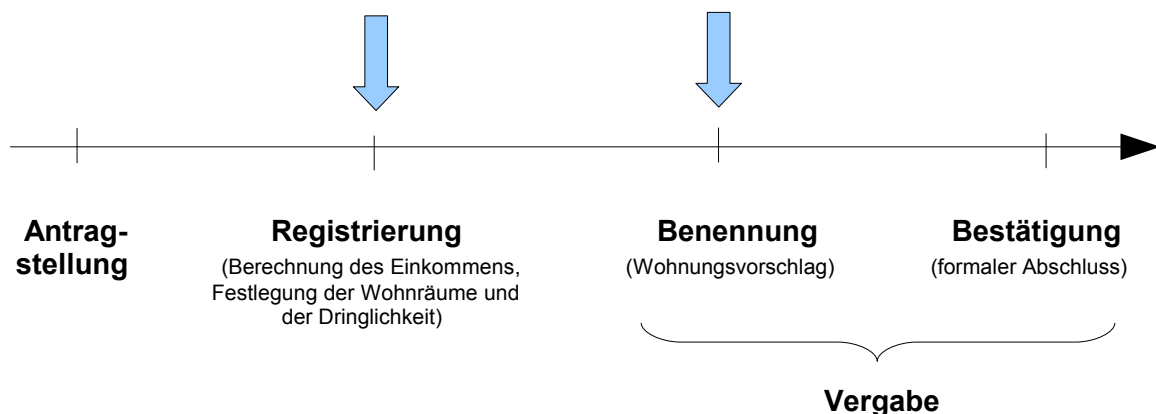 Antrag-
stellung
Registrierung
(Berechnung des Einkommens,
Festlegung der Wohnräume und
der Dringlichkeit)
Benennung
(Wohnungsvorschlag)
Bestätigung
(formaler Abschluss)
Vergabe